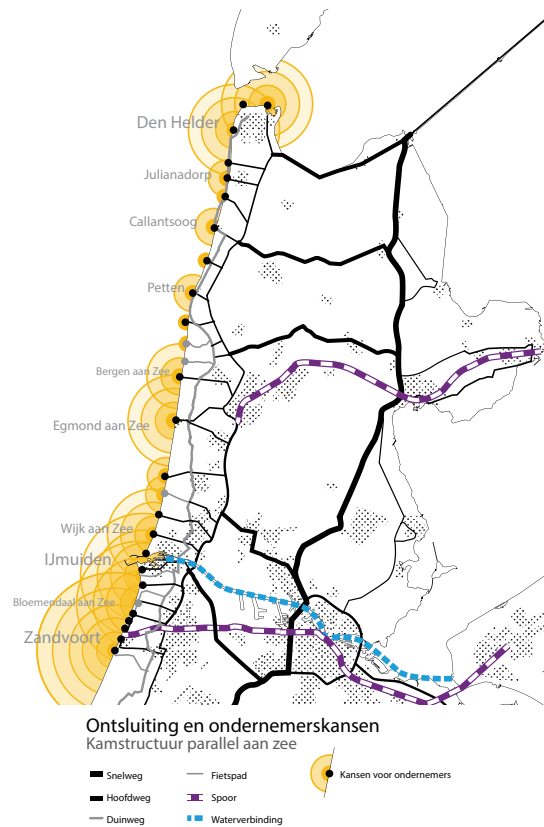 Den Helder
Julianadorp
Callantsoog
Petten
Bergen aan Zee
Egmond aan Zee
Wijk aan Zee
IJmuiden
Bloemendaal aan Zee
Zandvoort
Ontsluiting en ondernemerskansen
Kamstructuur parallel aan zee
Snelweg
Fietspad
Kansen voor ondernemers
Hoofdweg
Spoor
Duinweg
Waterverbinding